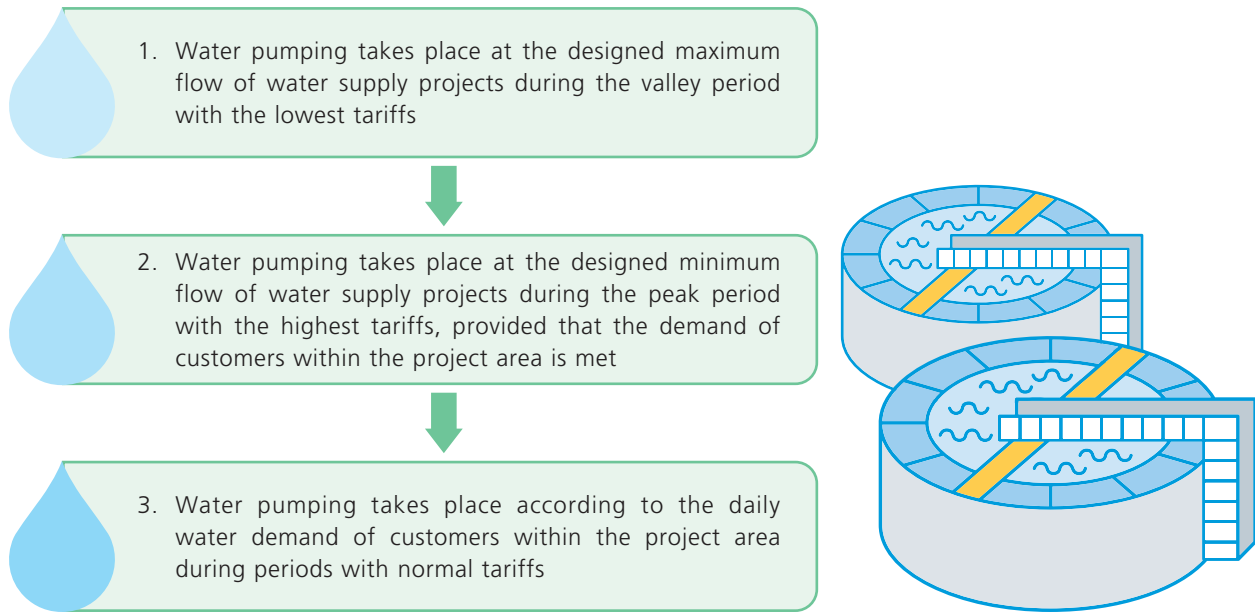 1. Water pumping takes place at the designed maximum
flow of water supply projects during the valley period
with the lowest tariffs
2. Water pumping takes place at the designed minimum
flow of water supply projects during the peak period
with the highest tariffs, provided that the demand of
customers within the project area is met
3. Water pumping takes place according to the daily
water demand of customers within the project area
during periods with normal tariffs